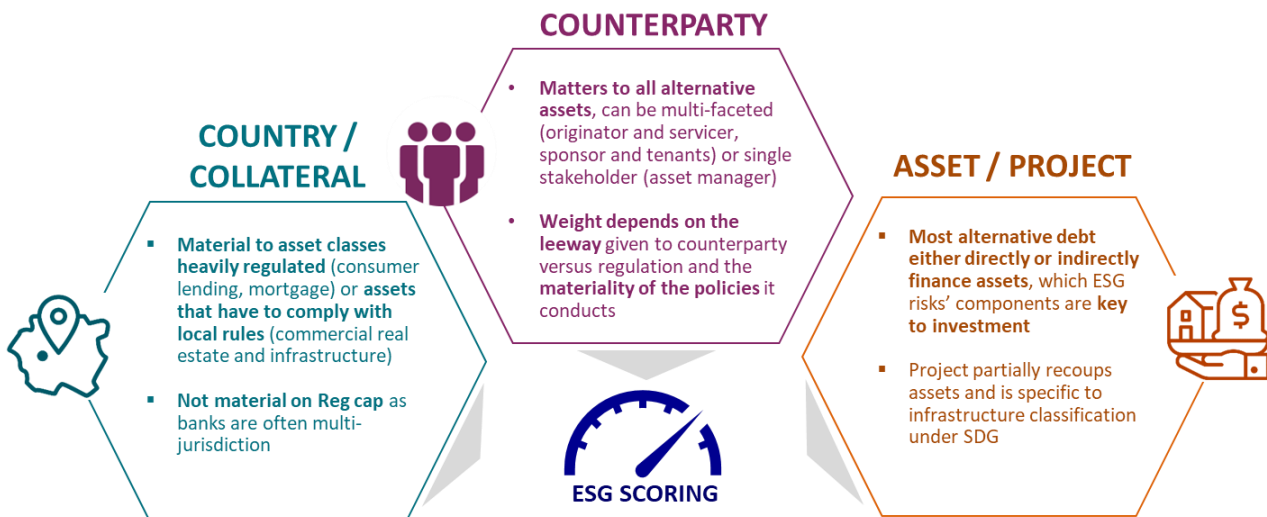 COUNTERPARTY
• Matters to all alternative
assets, can be multi-faceted
(originator and servicer,
sponsor and tenants) or single
stakeholder (asset manager)
• Weight depends on the
leeway given to counterparty
versus regulation and the
materiality of the policies it
conducts
COUNTRY /
COLLATERAL
▪ Material to asset classes
heavily regulated (consumer
lending, mortgage) or assets
that have to comply with
local rules (commercial real
estate and infrastructure)
▪ Not material on Reg cap as
banks are often multi-
jurisdiction
ASSET / PROJECT
▪ Most alternative debt
either directly or indirectly
finance assets, which ESG
risks’ components are key
to investment
▪ Project partially recoups
assets and is specific to
infrastructure classification
under SDG
$
ESG SCORING